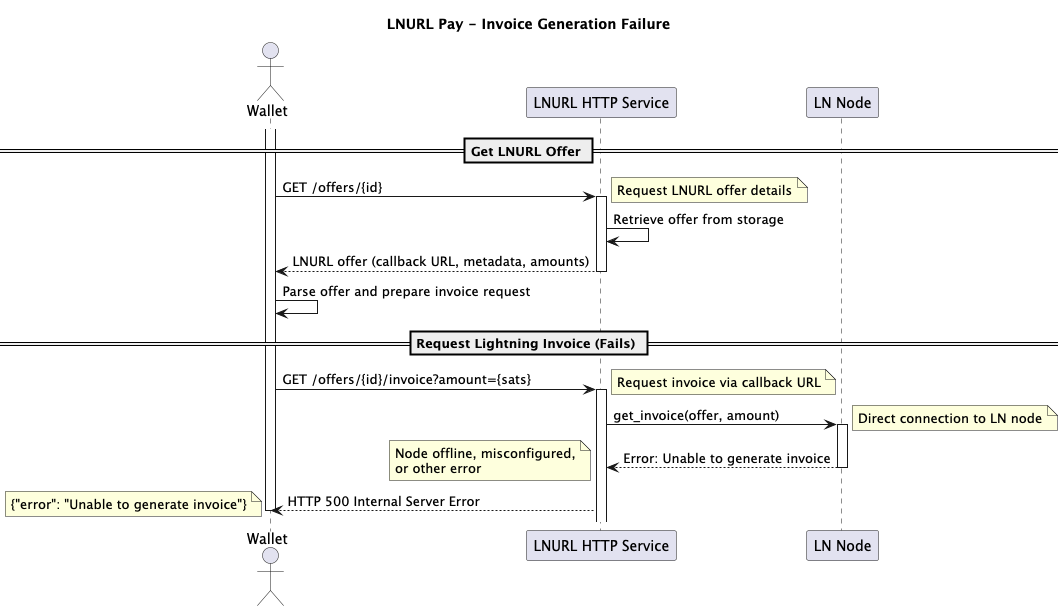 LNURL Pay - Invoice Generation Failure
Wallet
LNURL HTTP Service
LN Node
Get LNURL Offer
GET /offers/{id}
Request LNURL offer details
Retrieve offer from storage
LNURL offer (callback URL, metadata, amounts)
Parse offer and prepare invoice request
Request Lightning Invoice (Fails)
GET /offers/{id}/invoice?amount={sats}
Request invoice via callback URL
get_invoice(offer, amount)
Direct connection to LN node
Error: Unable to generate invoice
Node offline, misconfigured,
or other error
HTTP 500 Internal Server Error
{"error": "Unable to generate invoice"}
Wallet
LNURL HTTP Service
LN Node